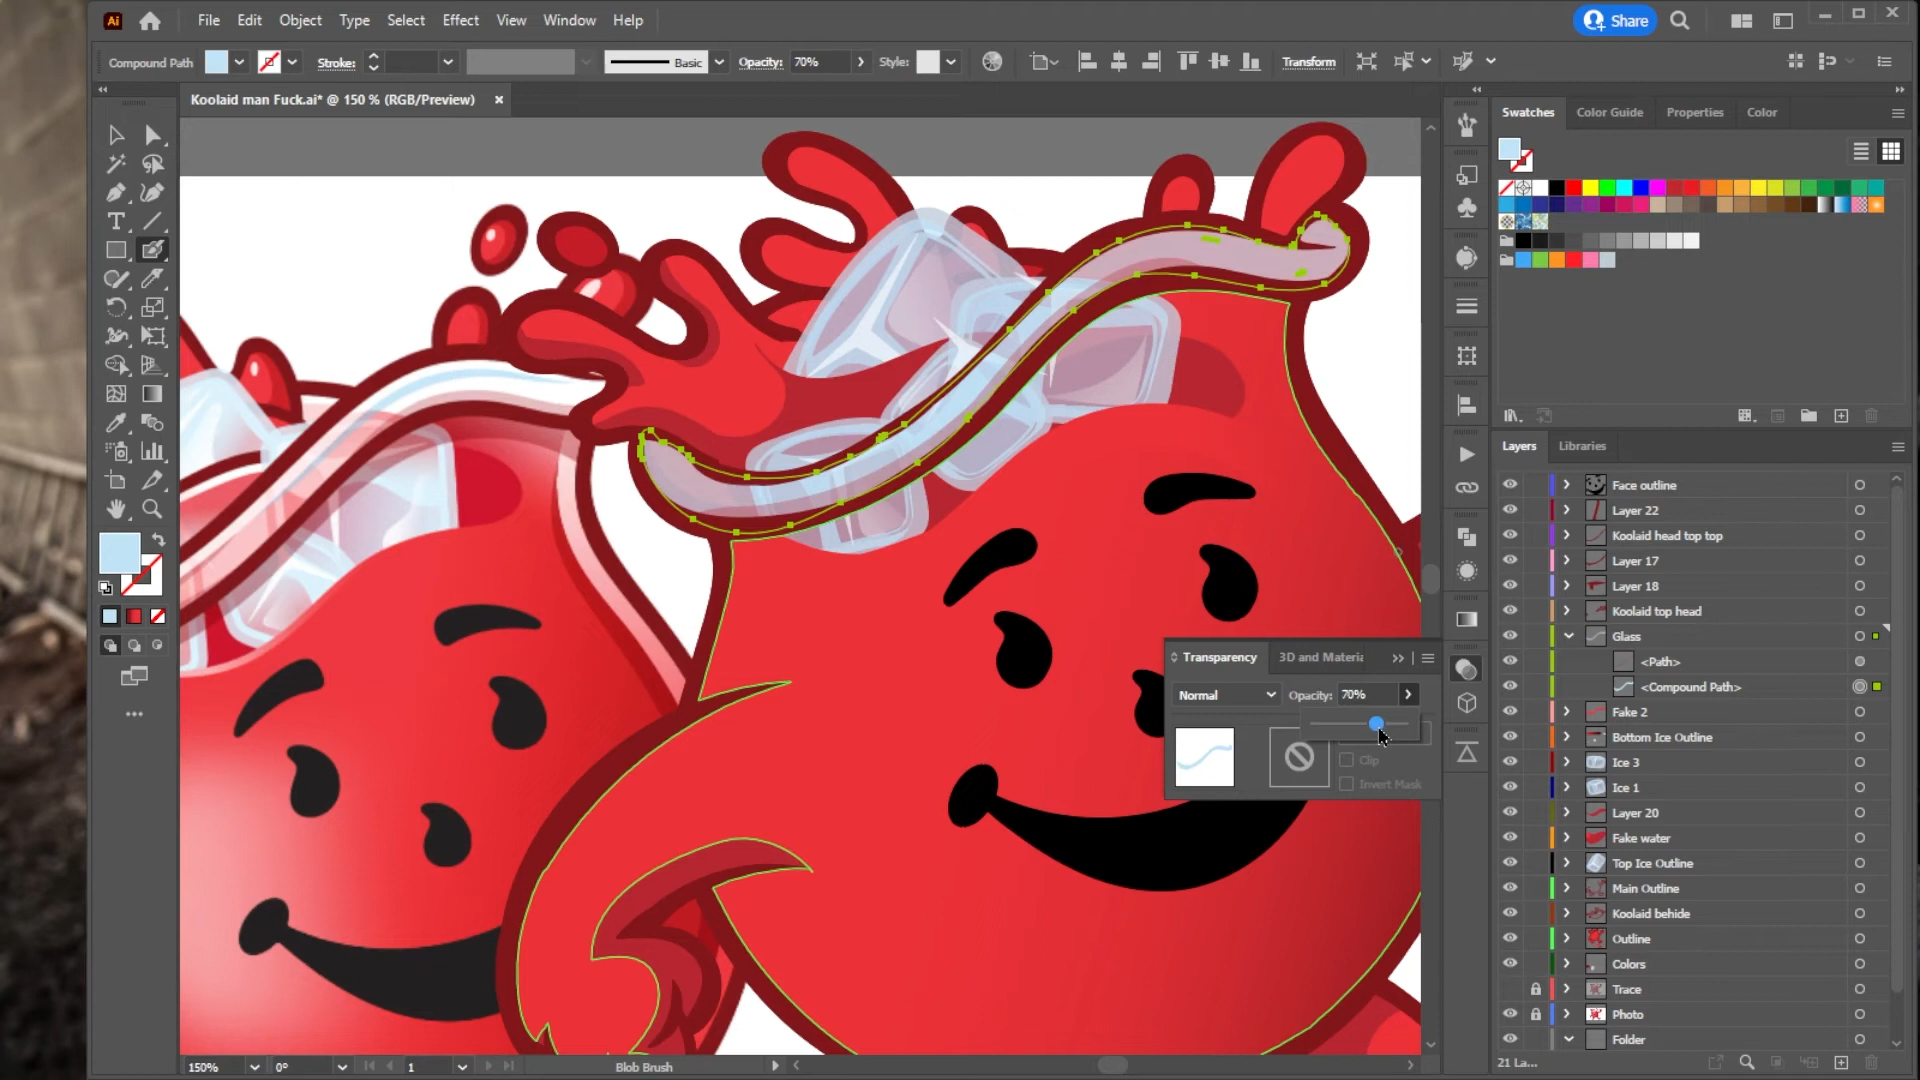 Ai File Edit Object Type Select Effect View Window Help Share
Compound Path Stroke: Basic Opacity: 70% Style: Transform
Koolaid man Fuck.ai* @ 150 % (RGB/Preview)
Swatches Color Guide Properties Color
Layers Libraries
Face outline
Layer 22
Koolaid head top top
Layer 17
Layer 18
Koolaid top head
Glass
<Path>
<Compound Path>
Fake 2
Bottom Ice Outline
Ice 3
Ice 1
Layer 20
Fake water
Top Ice Outline
Main Outline
Koolaid behide
Outline
Colors
Trace
Photo
Folder
21 La...
Transparency 3D and Materia
Normal Opacity: 70%
Clip
Invert Mask
150% 0° 1 Blob Brush